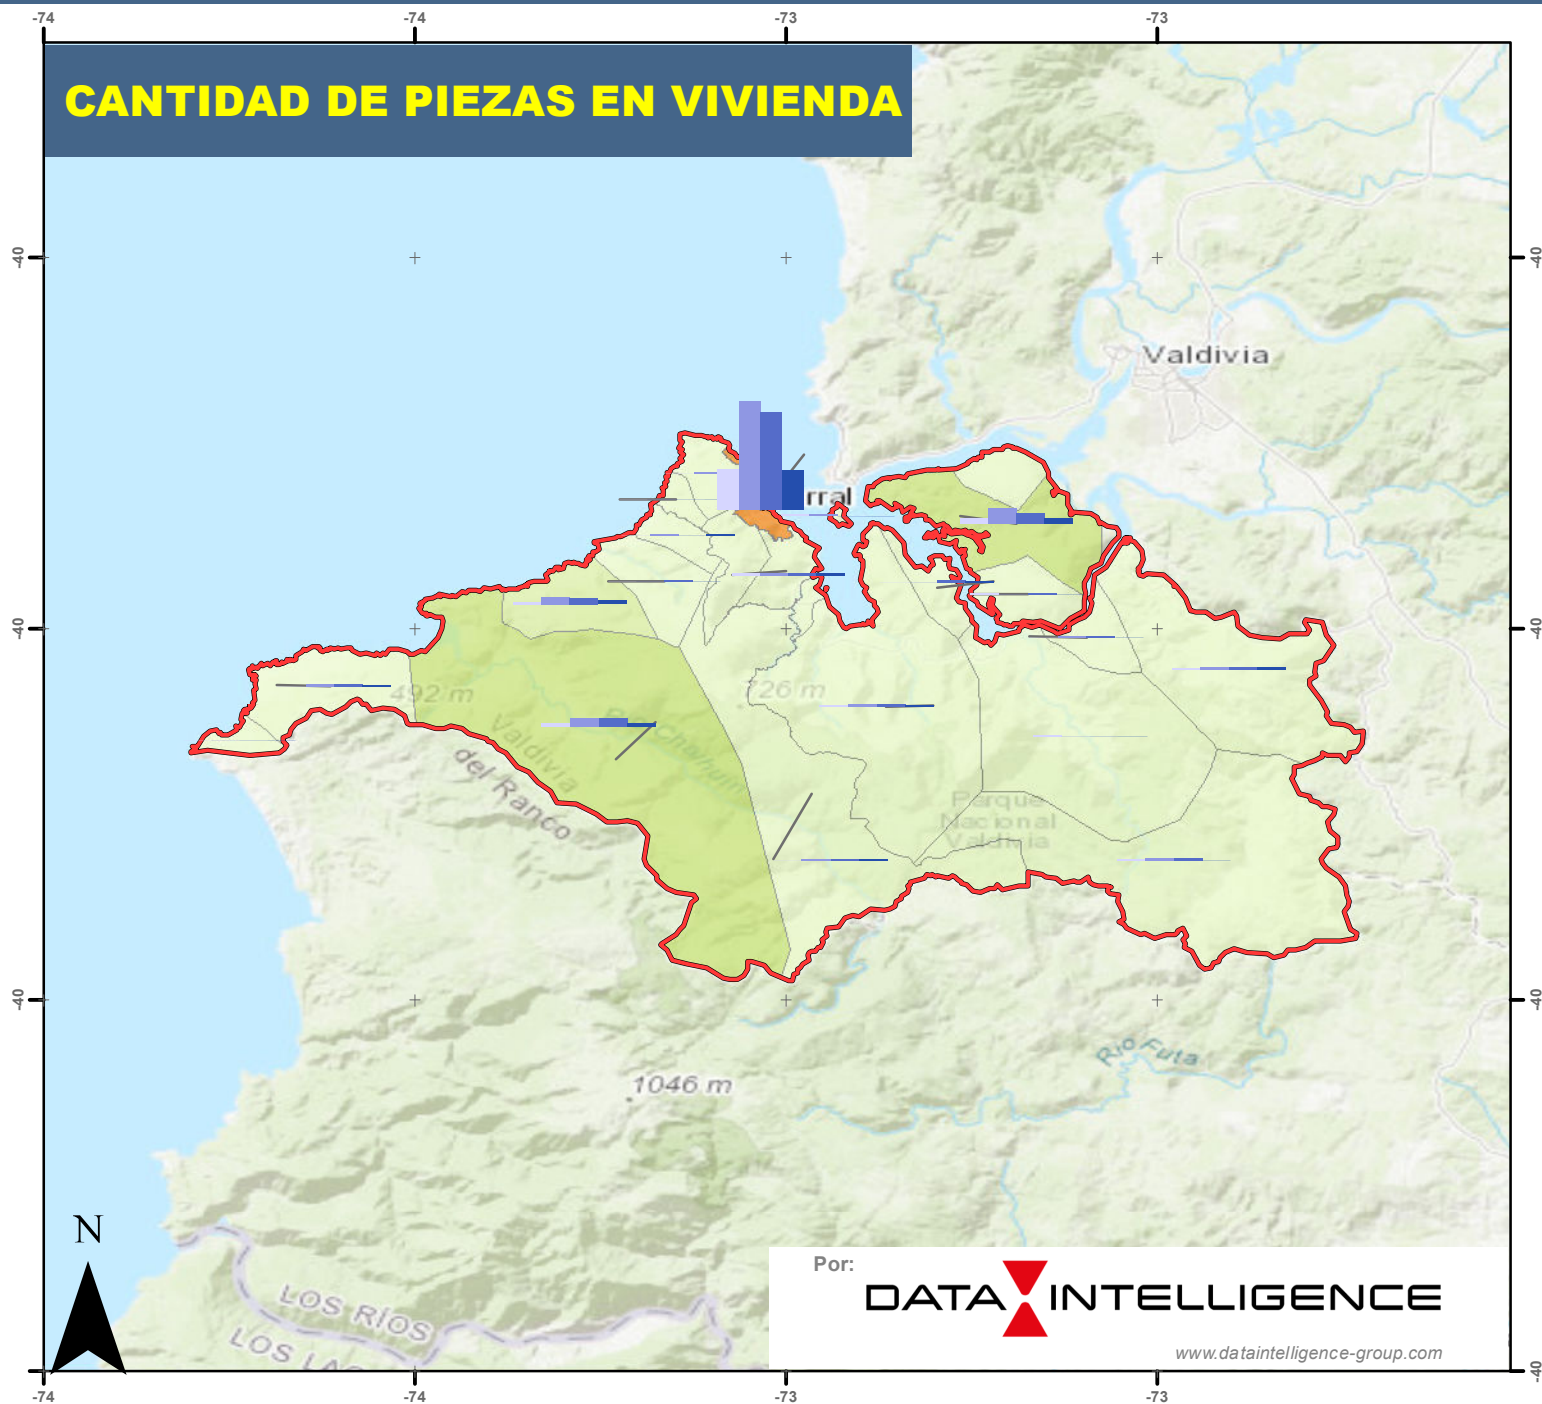 -74 -74 -73 -73
CANTIDAD DE PIEZAS EN VIVIENDA
-40 -40
Valdivia
rral
-40 -40
492 m
726 m
Valdivia
del Ranco
Parque
Nacional
Valdivia
-40 -40
Río Futa
1046 m
N
Por:
DATA INTELLIGENCE
LOS RÍOS
LOS LAG
www.dataintelligence-group.com
-40
-74 -74 -73 -73